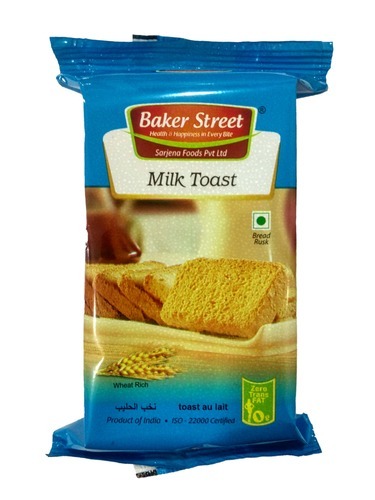 Baker Street®
Health & Happiness in Every Bite
Sarjena Foods Pvt Ltd
Milk Toast
Bread
Rusk
Wheat Rich
نخب الحليب toast au lait
Product of India • ISO - 22000 Certified
Zero
Trans
FAT
0g